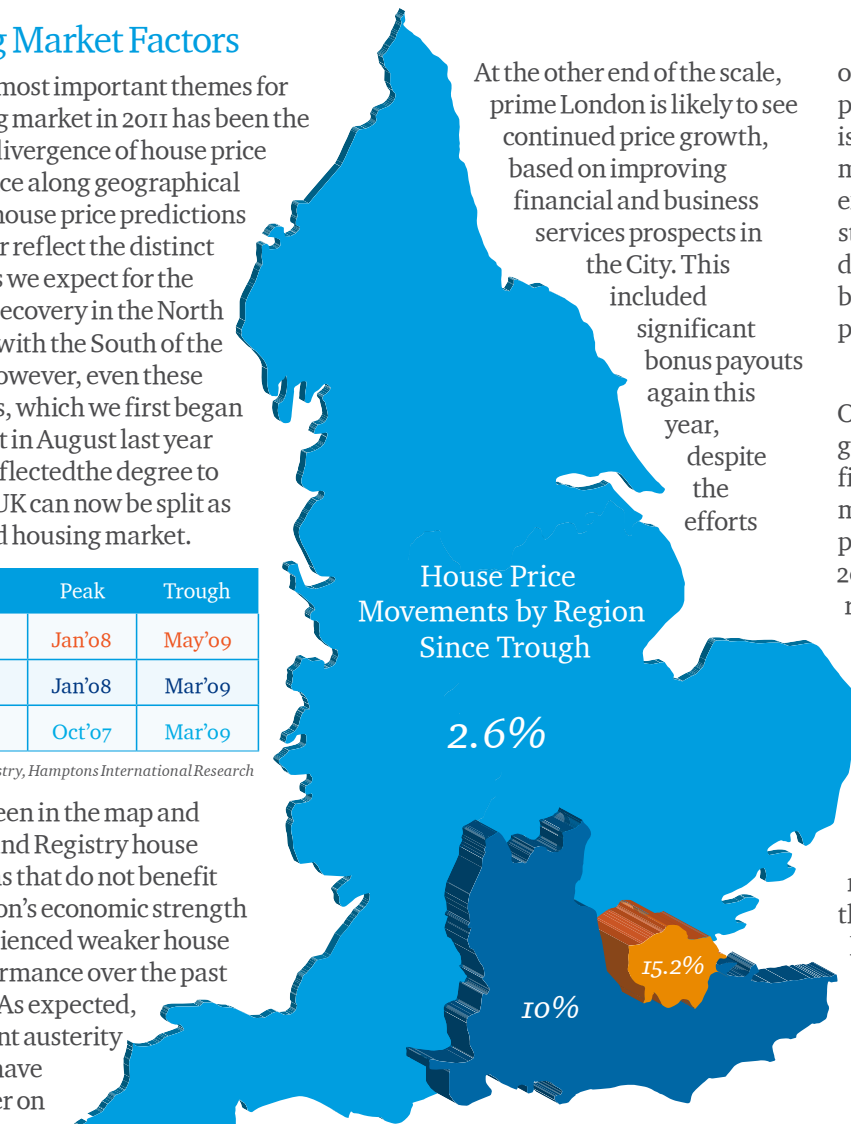 g Market Factors
most important themes for
g market in 2011 has been the
divergence of house price
ce along geographical
house price predictions
r reflect the distinct
s we expect for the
ecovery in the North
with the South of the
owever, even these
s, which we first began
t in August last year
flectedthe degree to
UK can now be split as
d housing market.
Peak Trough
Jan'08 May'09
Jan'08 Mar'09
Oct'07 Mar'09
stry, Hamptons International Research
een in the map and
nd Registry house
s that do not benefit
on's economic strength
rienced weaker house
rmance over the past
As expected,
nt austerity
have
er on
House Price
Movements by Region
Since Trough
2.6%
10%
15.2%
At the other end of the scale,
prime London is likely to see
continued price growth,
based on improving
financial and business
services prospects in
the City. This
included
significant
bonus payouts
again this
year,
despite
the
efforts